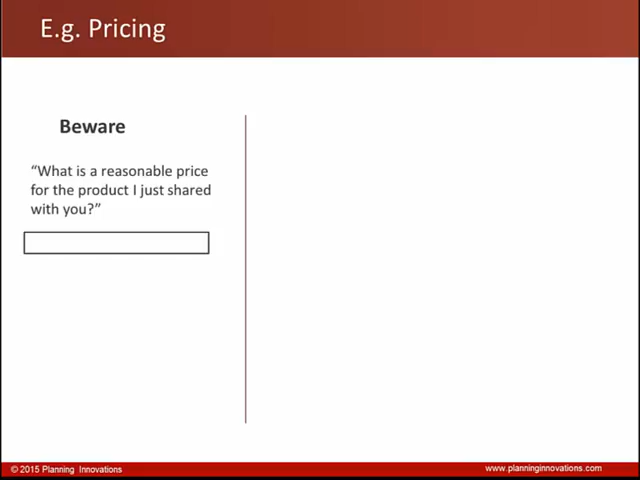 E.g. Pricing
Beware
“What is a reasonable price
for the product I just shared
with you?”
© 2015 Planning Innovations
www.planninginnovations.com